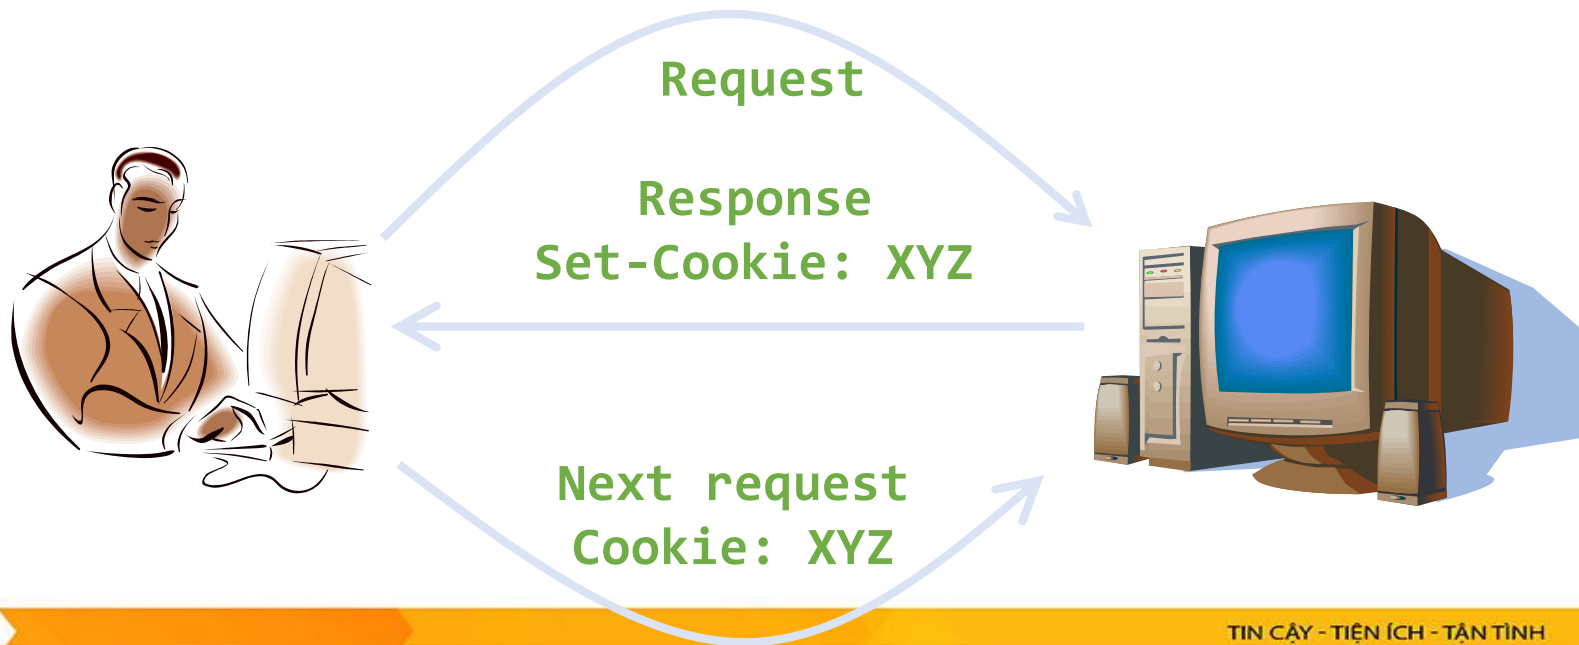 Request
Response
Set-Cookie: XYZ
Next request
Cookie: XYZ
TIN CẬY - TIỆN ÍCH - TẬN TÌNH